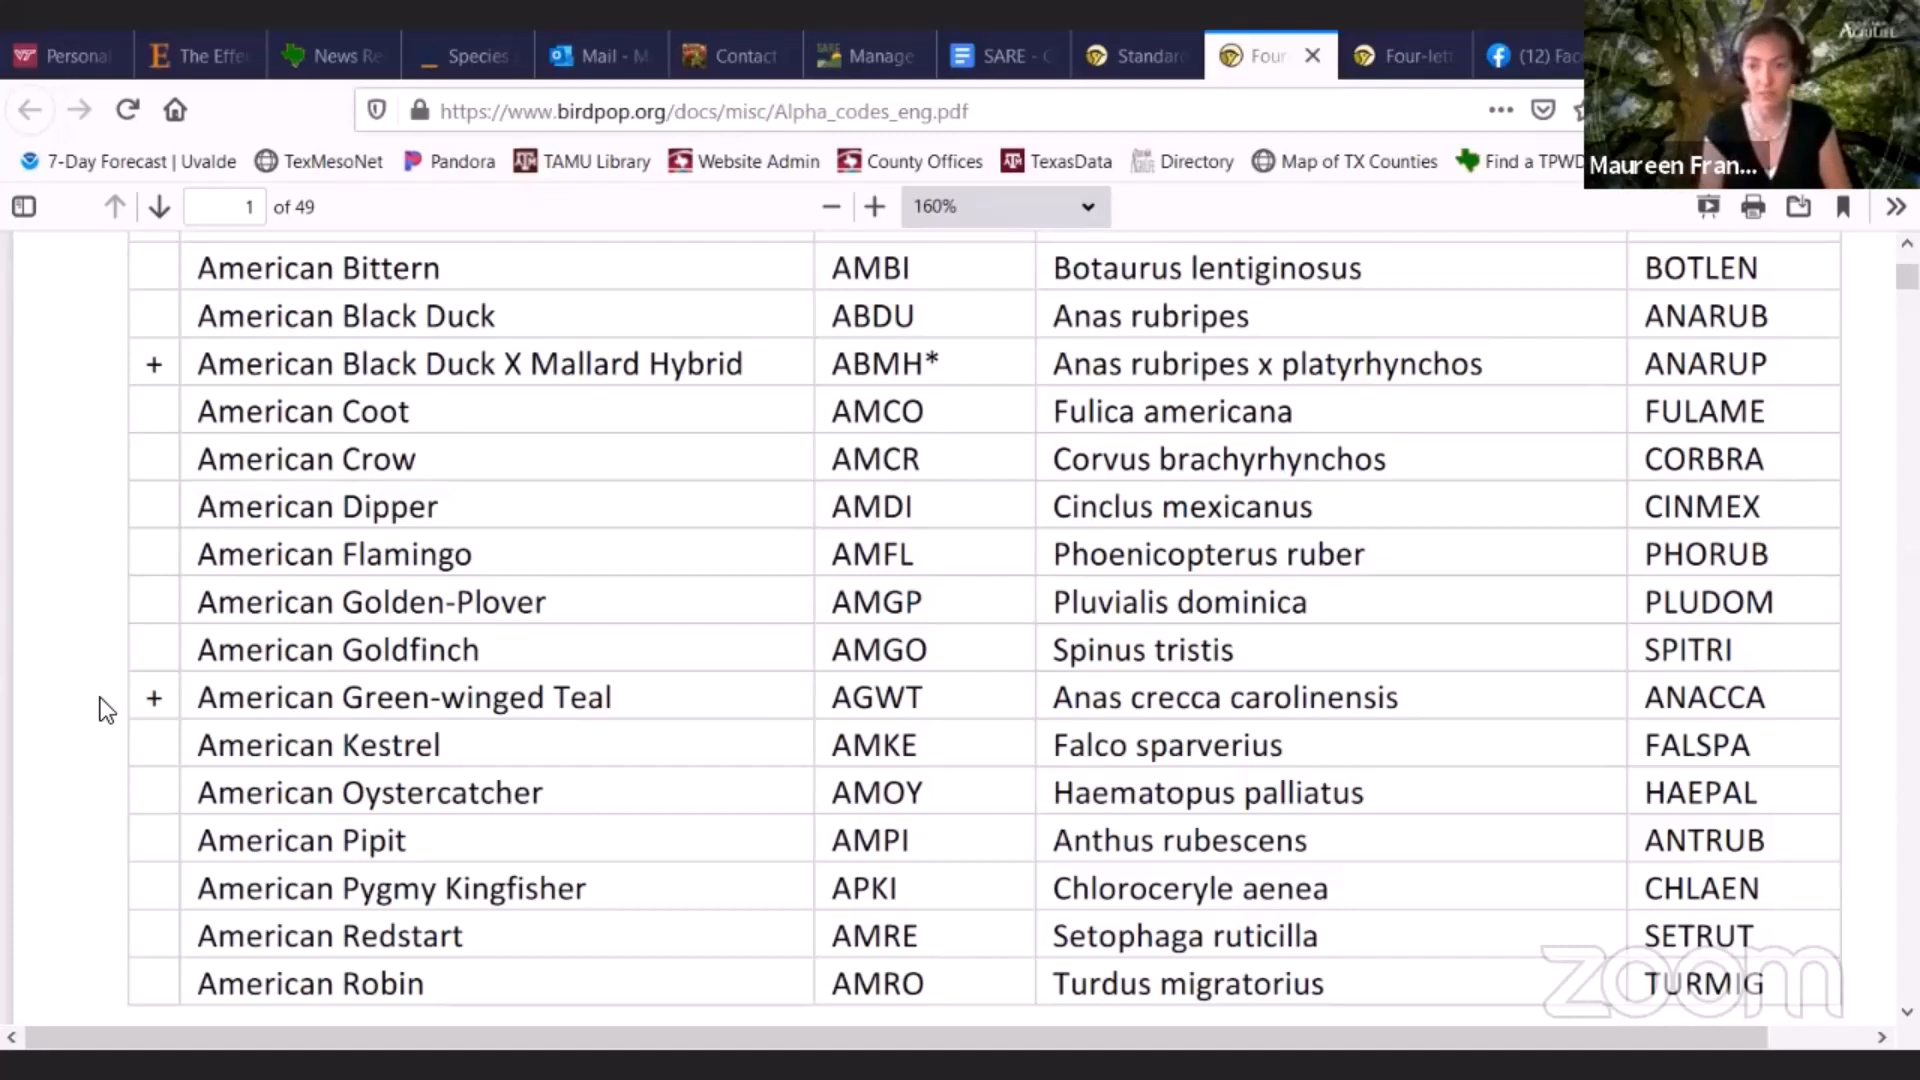 Personal The Effe News Re Species Mail - M Contact Manage SARE - C Standard Four Four-lett (12) Fac
https://www.birdpop.org/docs/misc/Alpha_codes_eng.pdf
7-Day Forecast | Uvalde TexMesoNet Pandora TAMU Library Website Admin County Offices TexasData Directory Map of TX Counties Find a TPWD
Maureen Fran...
1 of 49 160%
American Bittern AMBI Botaurus lentiginosus BOTLEN
American Black Duck ABDU Anas rubripes ANARUB
+ American Black Duck X Mallard Hybrid ABMH* Anas rubripes x platyrhynchos ANARUP
American Coot AMCO Fulica americana FULAME
American Crow AMCR Corvus brachyrhynchos CORBRA
American Dipper AMDI Cinclus mexicanus CINMEX
American Flamingo AMFL Phoenicopterus ruber PHORUB
American Golden-Plover AMGP Pluvialis dominica PLUDOM
American Goldfinch AMGO Spinus tristis SPITRI
+ American Green-winged Teal AGWT Anas crecca carolinensis ANACCA
American Kestrel AMKE Falco sparverius FALSPA
American Oystercatcher AMOY Haematopus palliatus HAEPAL
American Pipit AMPI Anthus rubescens ANTRUB
American Pygmy Kingfisher APKI Chloroceryle aenea CHLAEN
American Redstart AMRE Setophaga ruticilla SETRUT
American Robin AMRO Turdus migratorius TURMIG
zoom